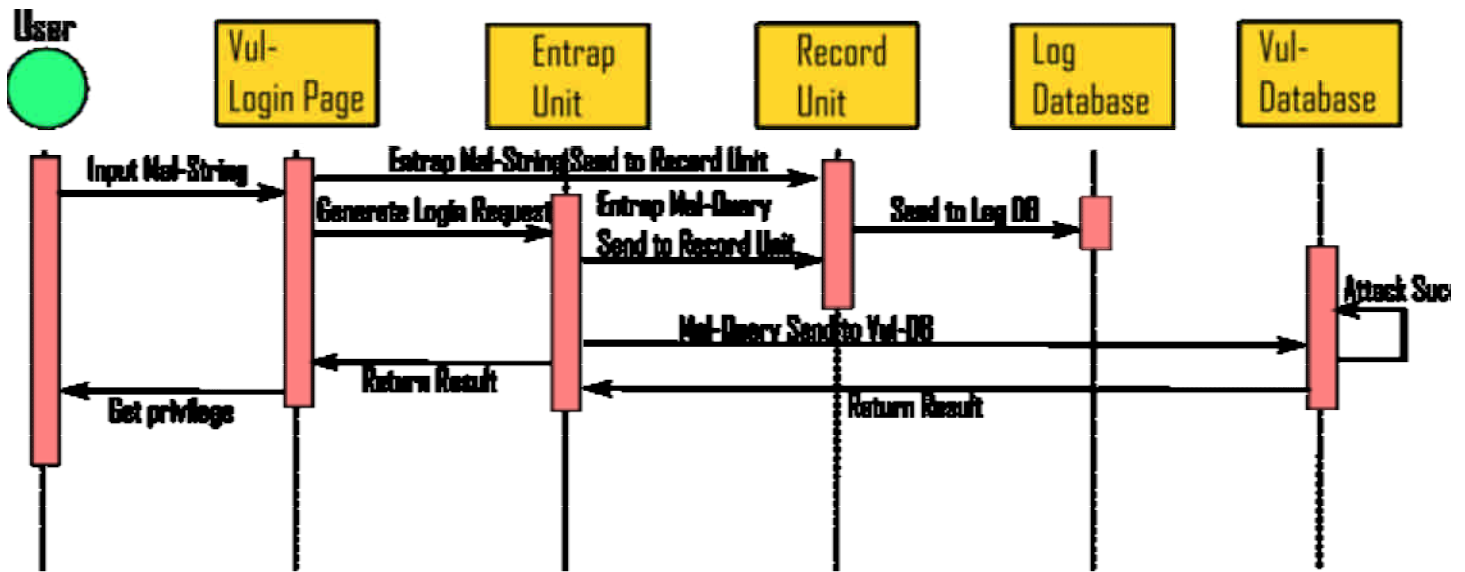 User
Vul-
Login Page
Entrap
Unit
Record
Unit
Log
Database
Vul-
Database
Input Mal-String
Entrap Mal-String/Send to Record Unit
Generate Login Request
Entrap Mal-Query
Send to Record Unit
Send to Log DB
Attack Suc
Mal-Query Send to Vul-DB
Return Result
Get privilege
Return Result